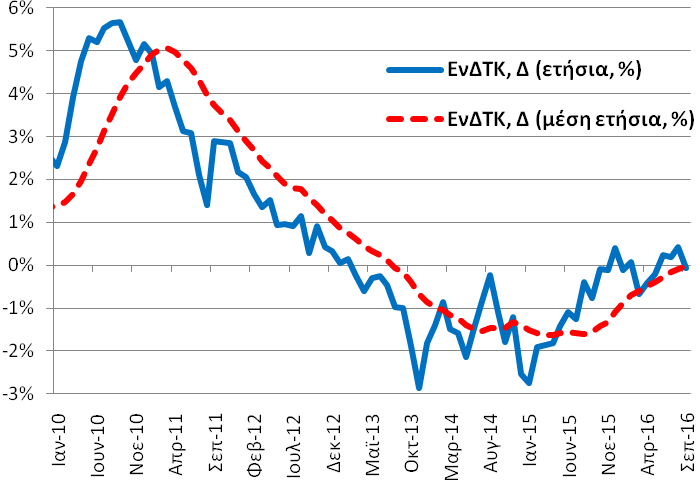 6%
5%
4%
3%
2%
1%
0%
-1%
-2%
-3%
ΕνΔΤΚ, Δ (ετήσια, %)
ΕνΔΤΚ, Δ (μέση ετήσια, %)
Ιαν-10
Ιουν-10
Νοε-10
Απρ-11
Σεπ-11
Φεβ-12
Ιουλ-12
Δεκ-12
Μαϊ-13
Οκτ-13
Μαρ-14
Αυγ-14
Ιαν-15
Ιουν-15
Νοε-15
Απρ-16
Σεπ-16